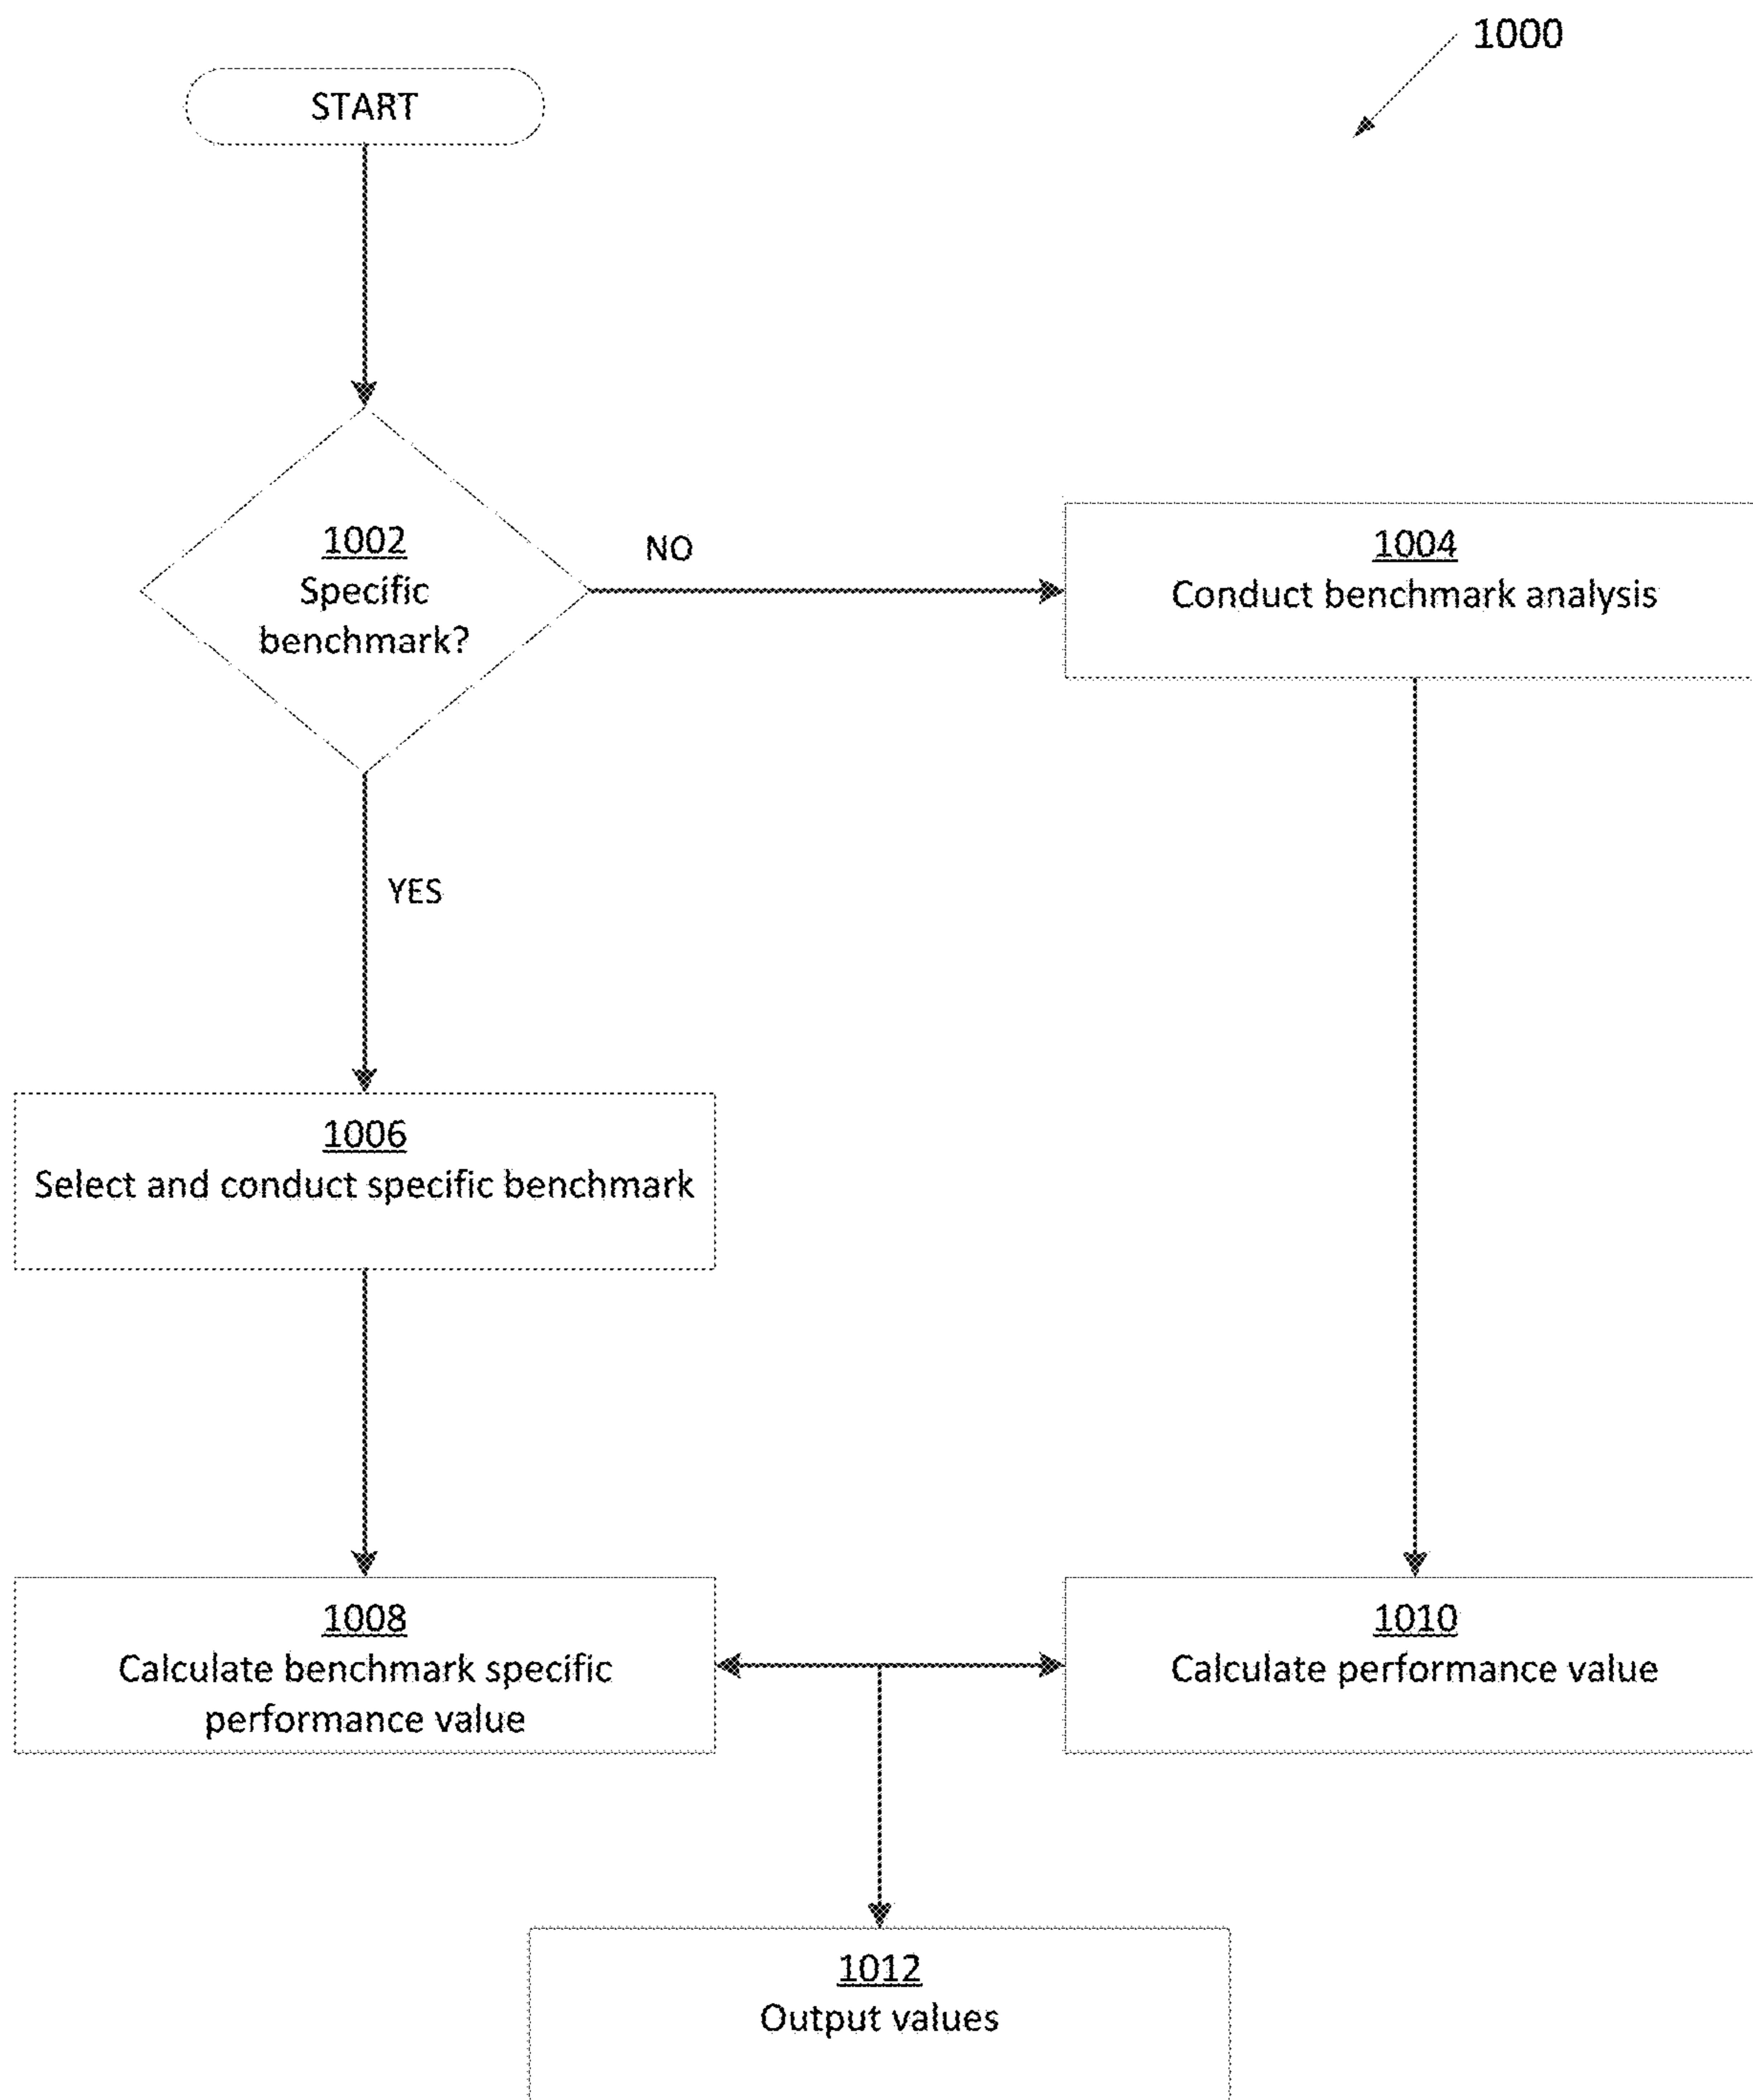 1000
START
1002
Specific
benchmark?
NO
1004
Conduct benchmark analysis
YES
1006
Select and conduct specific benchmark
1008
Calculate benchmark specific
performance value
1010
Calculate performance value
1012
Output values